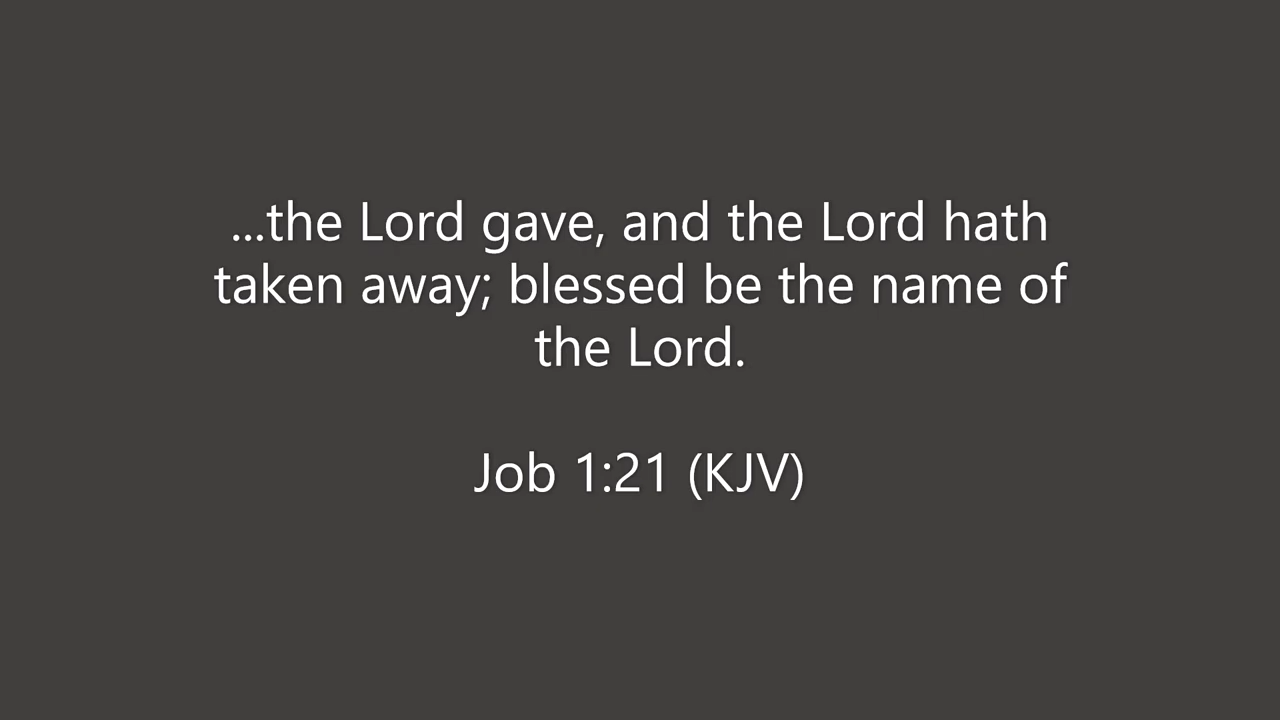 ...the Lord gave, and the Lord hath
taken away; blessed be the name of
the Lord.
Job 1:21 (KJV)